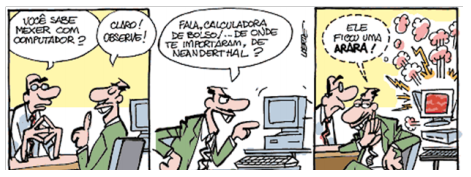 VOCÊ SABE
MEXER COM
COMPUTADOR?
CLARO!
OBSERVE!
FALA, CALCULADORA
DE BOLSO!... DE ONDE
TE IMPORTARAM, DE
NEANDERTHAL?
ELE
FICOU UMA
ARARA!